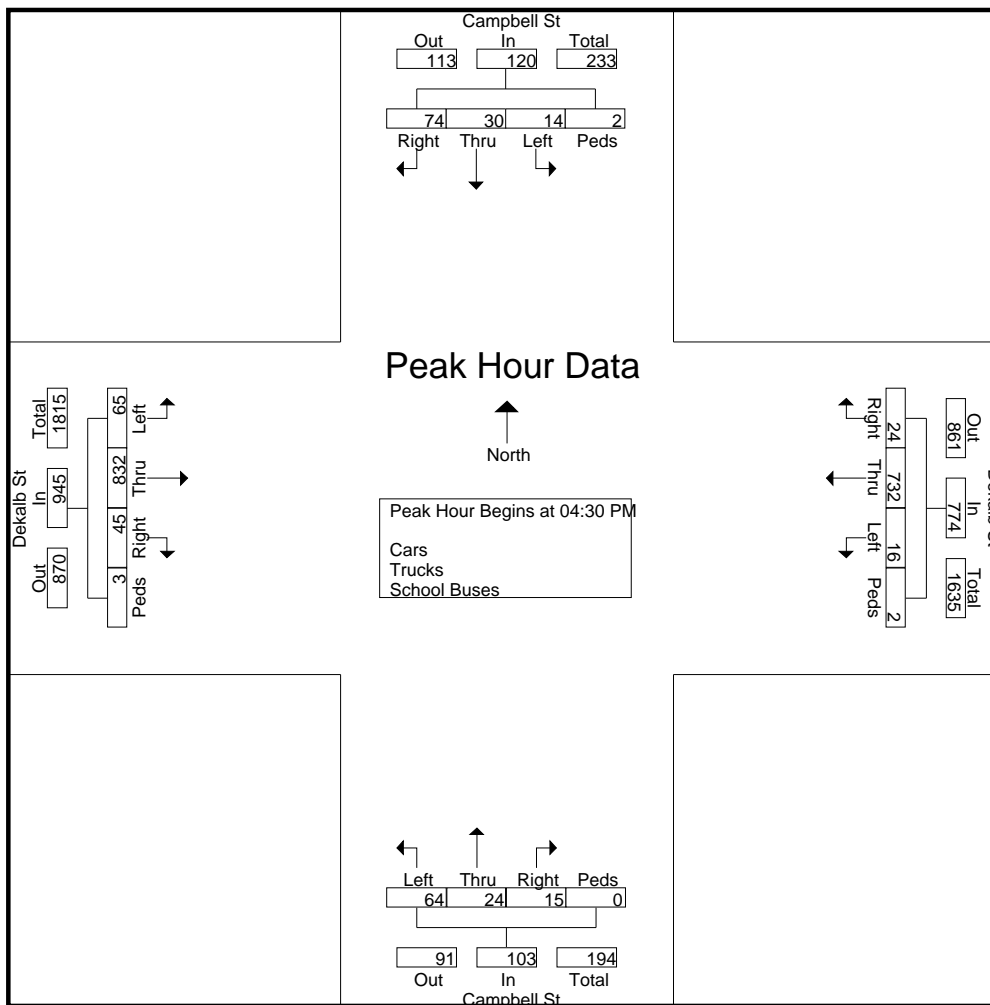 Campbell St
Out In Total
113 120 233
74 30 14 2
Right Thru Left Peds
Peak Hour Data
North
Peak Hour Begins at 04:30 PM
Cars
Trucks
School Buses
Dekalb St
Out In Total
870 945 1815
65 832 45 3
Left Thru Right Peds
Right Thru Left Peds
24 732 16 2
Out In Total
861 774 1635
Left Thru Right Peds
64 24 15 0
91 103 194
Out In Total
Campbell St